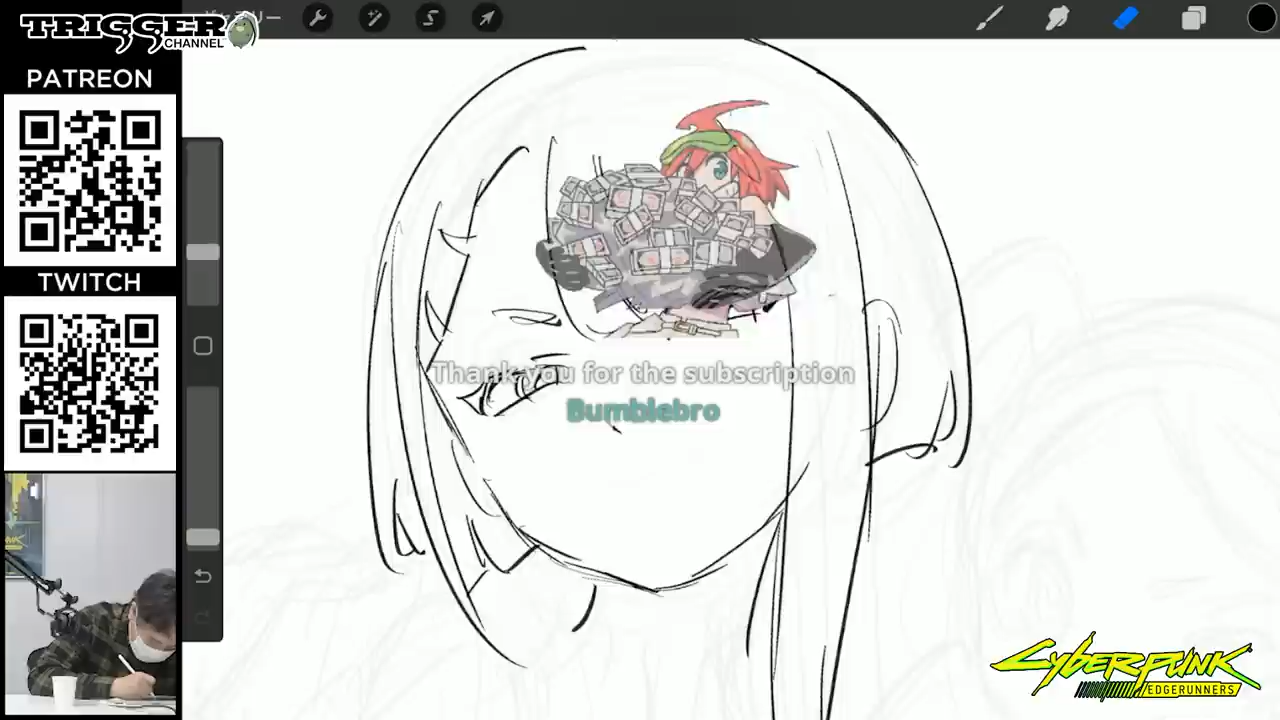 TRIGGER
CHANNEL
PATREON
TWITCH
Thank you for the subscription
Bumblebro
CYBERPUNK
EDGERUNNERS